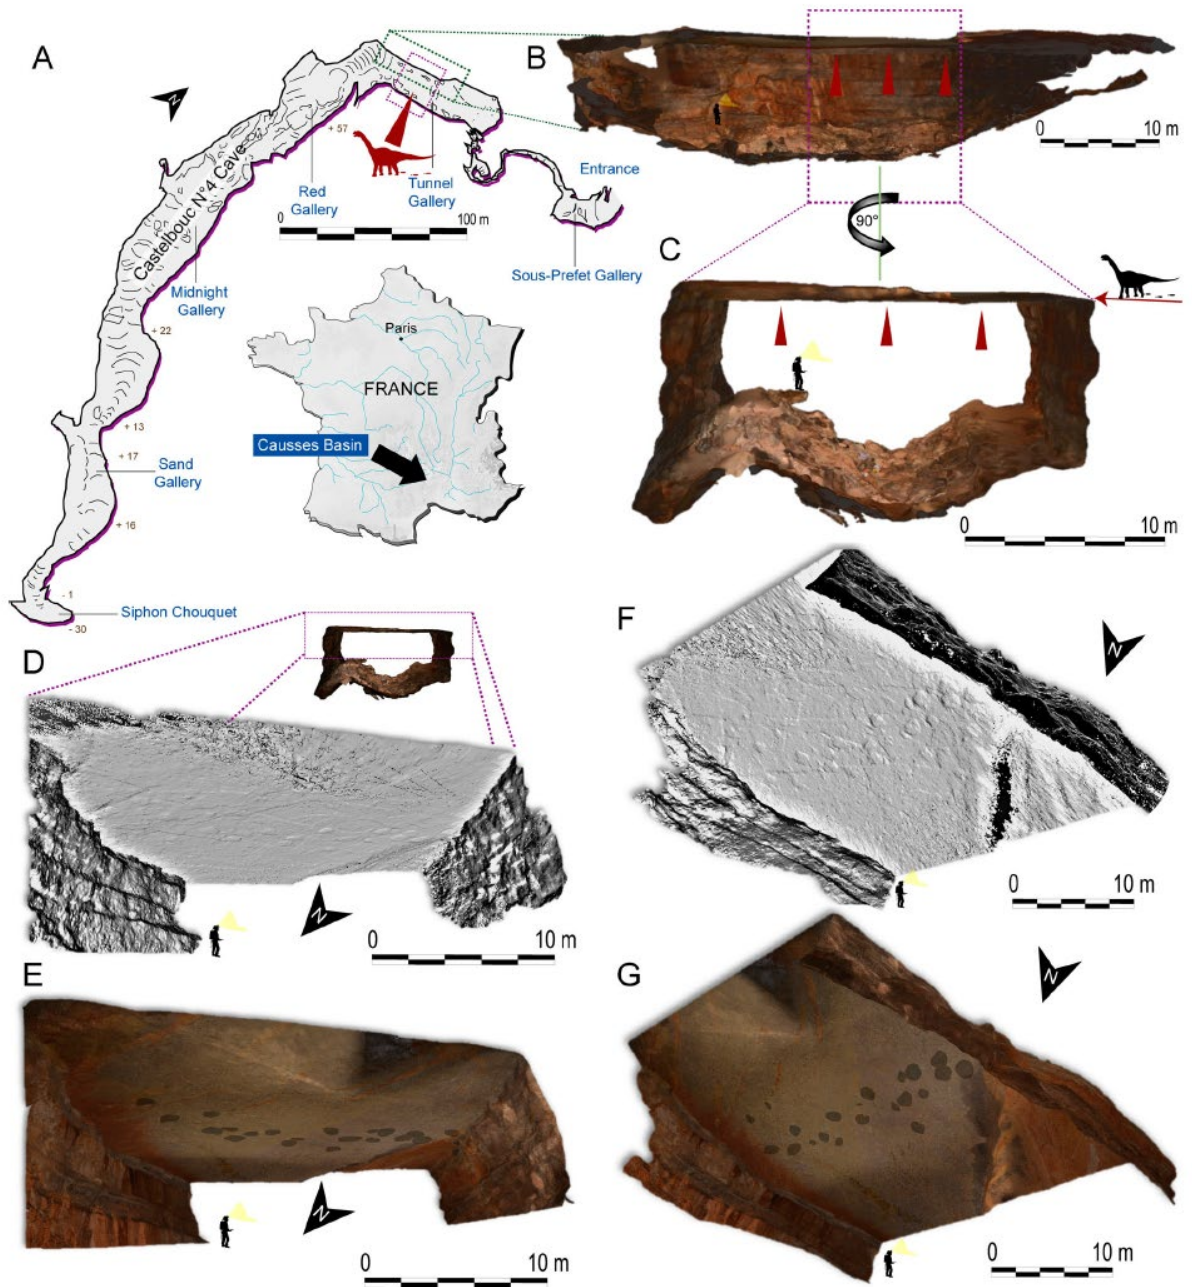 A
N
Castelbouc N°4 Cave
+ 57
Red
Gallery
Tunnel
Gallery
Entrance
0
100 m
Sous-Prefet Gallery
Midnight
Gallery
+ 22
+ 13
+ 17
Sand
Gallery
+ 16
- 1
Siphon Chouquet
- 30
Paris
FRANCE
Causses Basin
B
0
10 m
90°
C
0
10 m
D
N
0
10 m
E
N
0
10 m
F
N
0
10 m
G
N
0
10 m